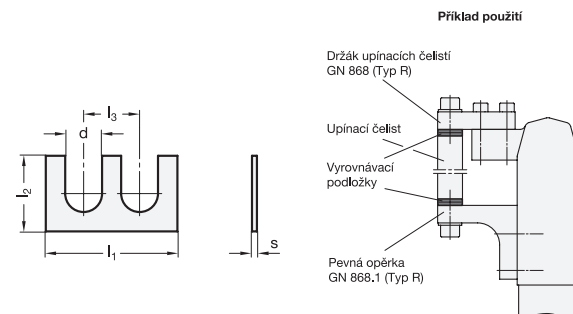 Příklad použití
Držák upínacích čelistí
GN 868 (Typ R)
Upínací čelist
Vyrovnávací
podložky
Pevná opěrka
GN 868.1 (Typ R)
l₃
d
l₂
l₁
s